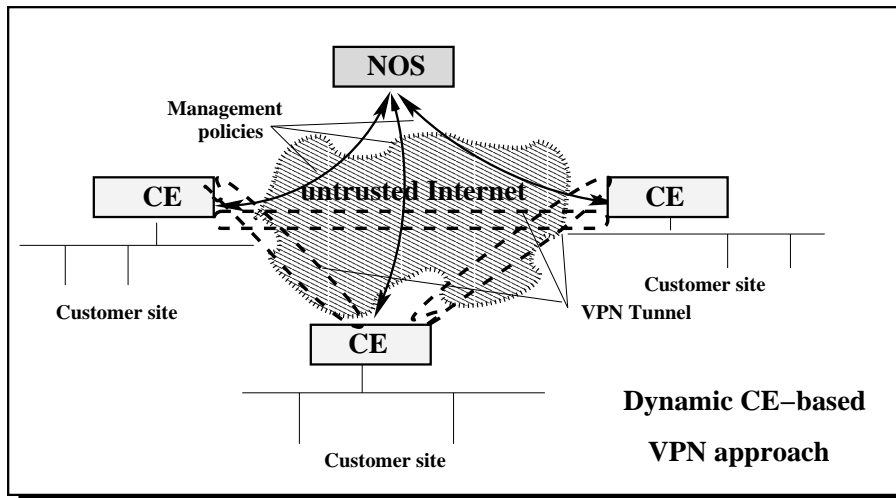 NOS
Management
policies
untrusted Internet
CE
CE
Customer site
Customer site
VPN Tunnel
CE
Customer site
Dynamic CE−based
VPN approach